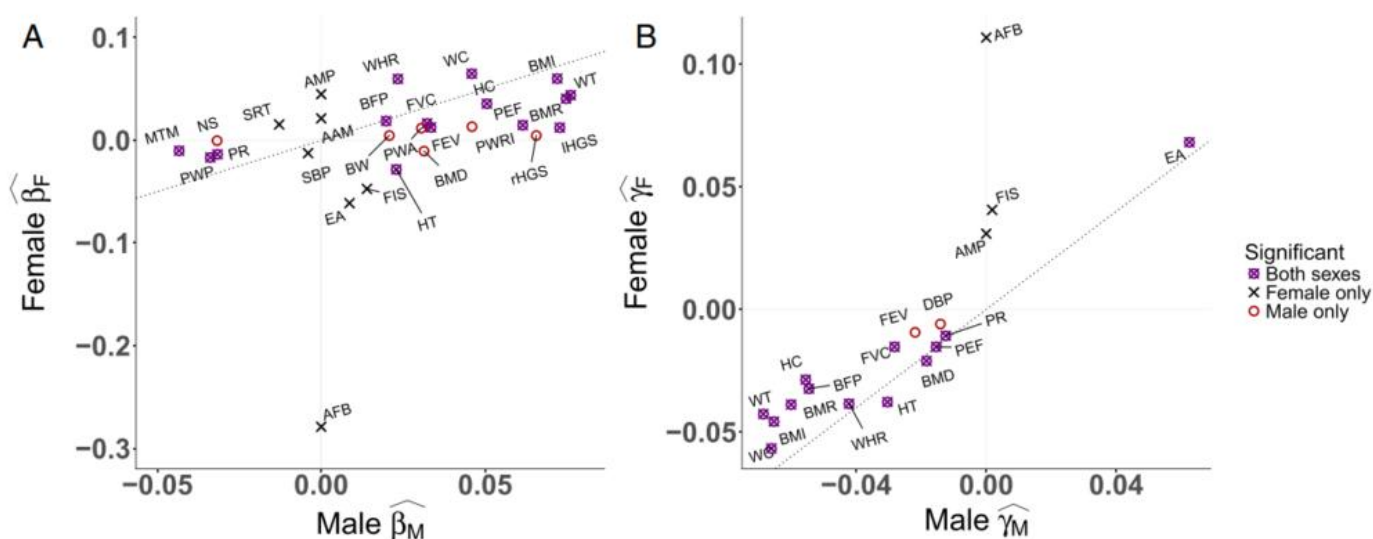 A
B
0.1
0.0
−0.1
−0.2
−0.3
Female β̂F
WHR
WC
BMI
AMP
WT
HC
SRT
BFP
FVC
PEF
BMR
NS
MTM
AAM
PR
PWA
FEV
PWRI
IHGS
PWP
SBP
BW
BMD
rHGS
FIS
EA
HT
AFB
−0.05
0.00
0.05
Male β̂M
0.10
0.05
0.00
−0.05
Female γ̂F
AFB
EA
FIS
AMP
DBP
FEV
PR
FVC
PEF
HC
BFP
BMD
WT
BMR
HT
BMI
WHR
WC
−0.04
0.00
0.04
Male γ̂M
Significant
Both sexes
Female only
Male only